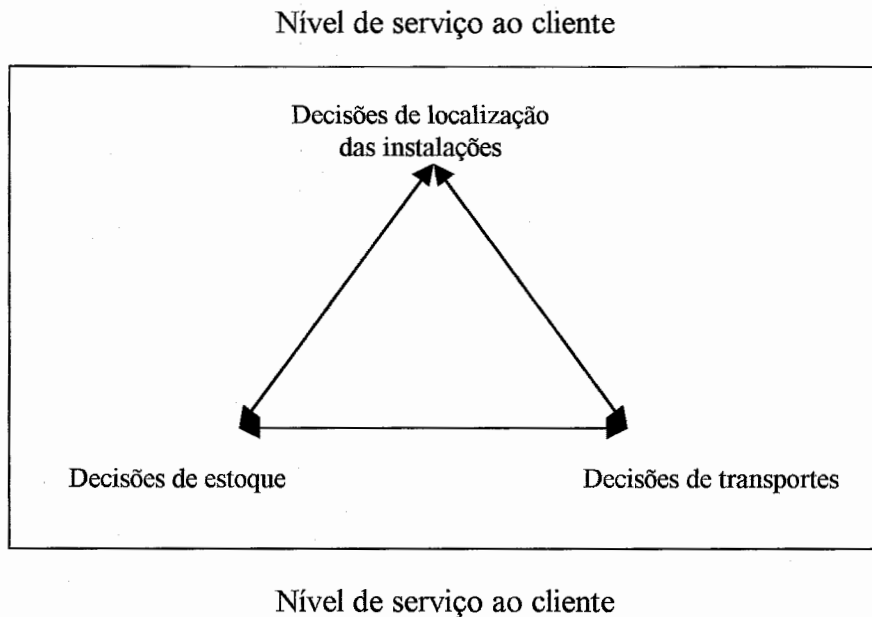 Nível de serviço ao cliente
Decisões de localização
das instalações
Decisões de estoque
Decisões de transportes
Nível de serviço ao cliente